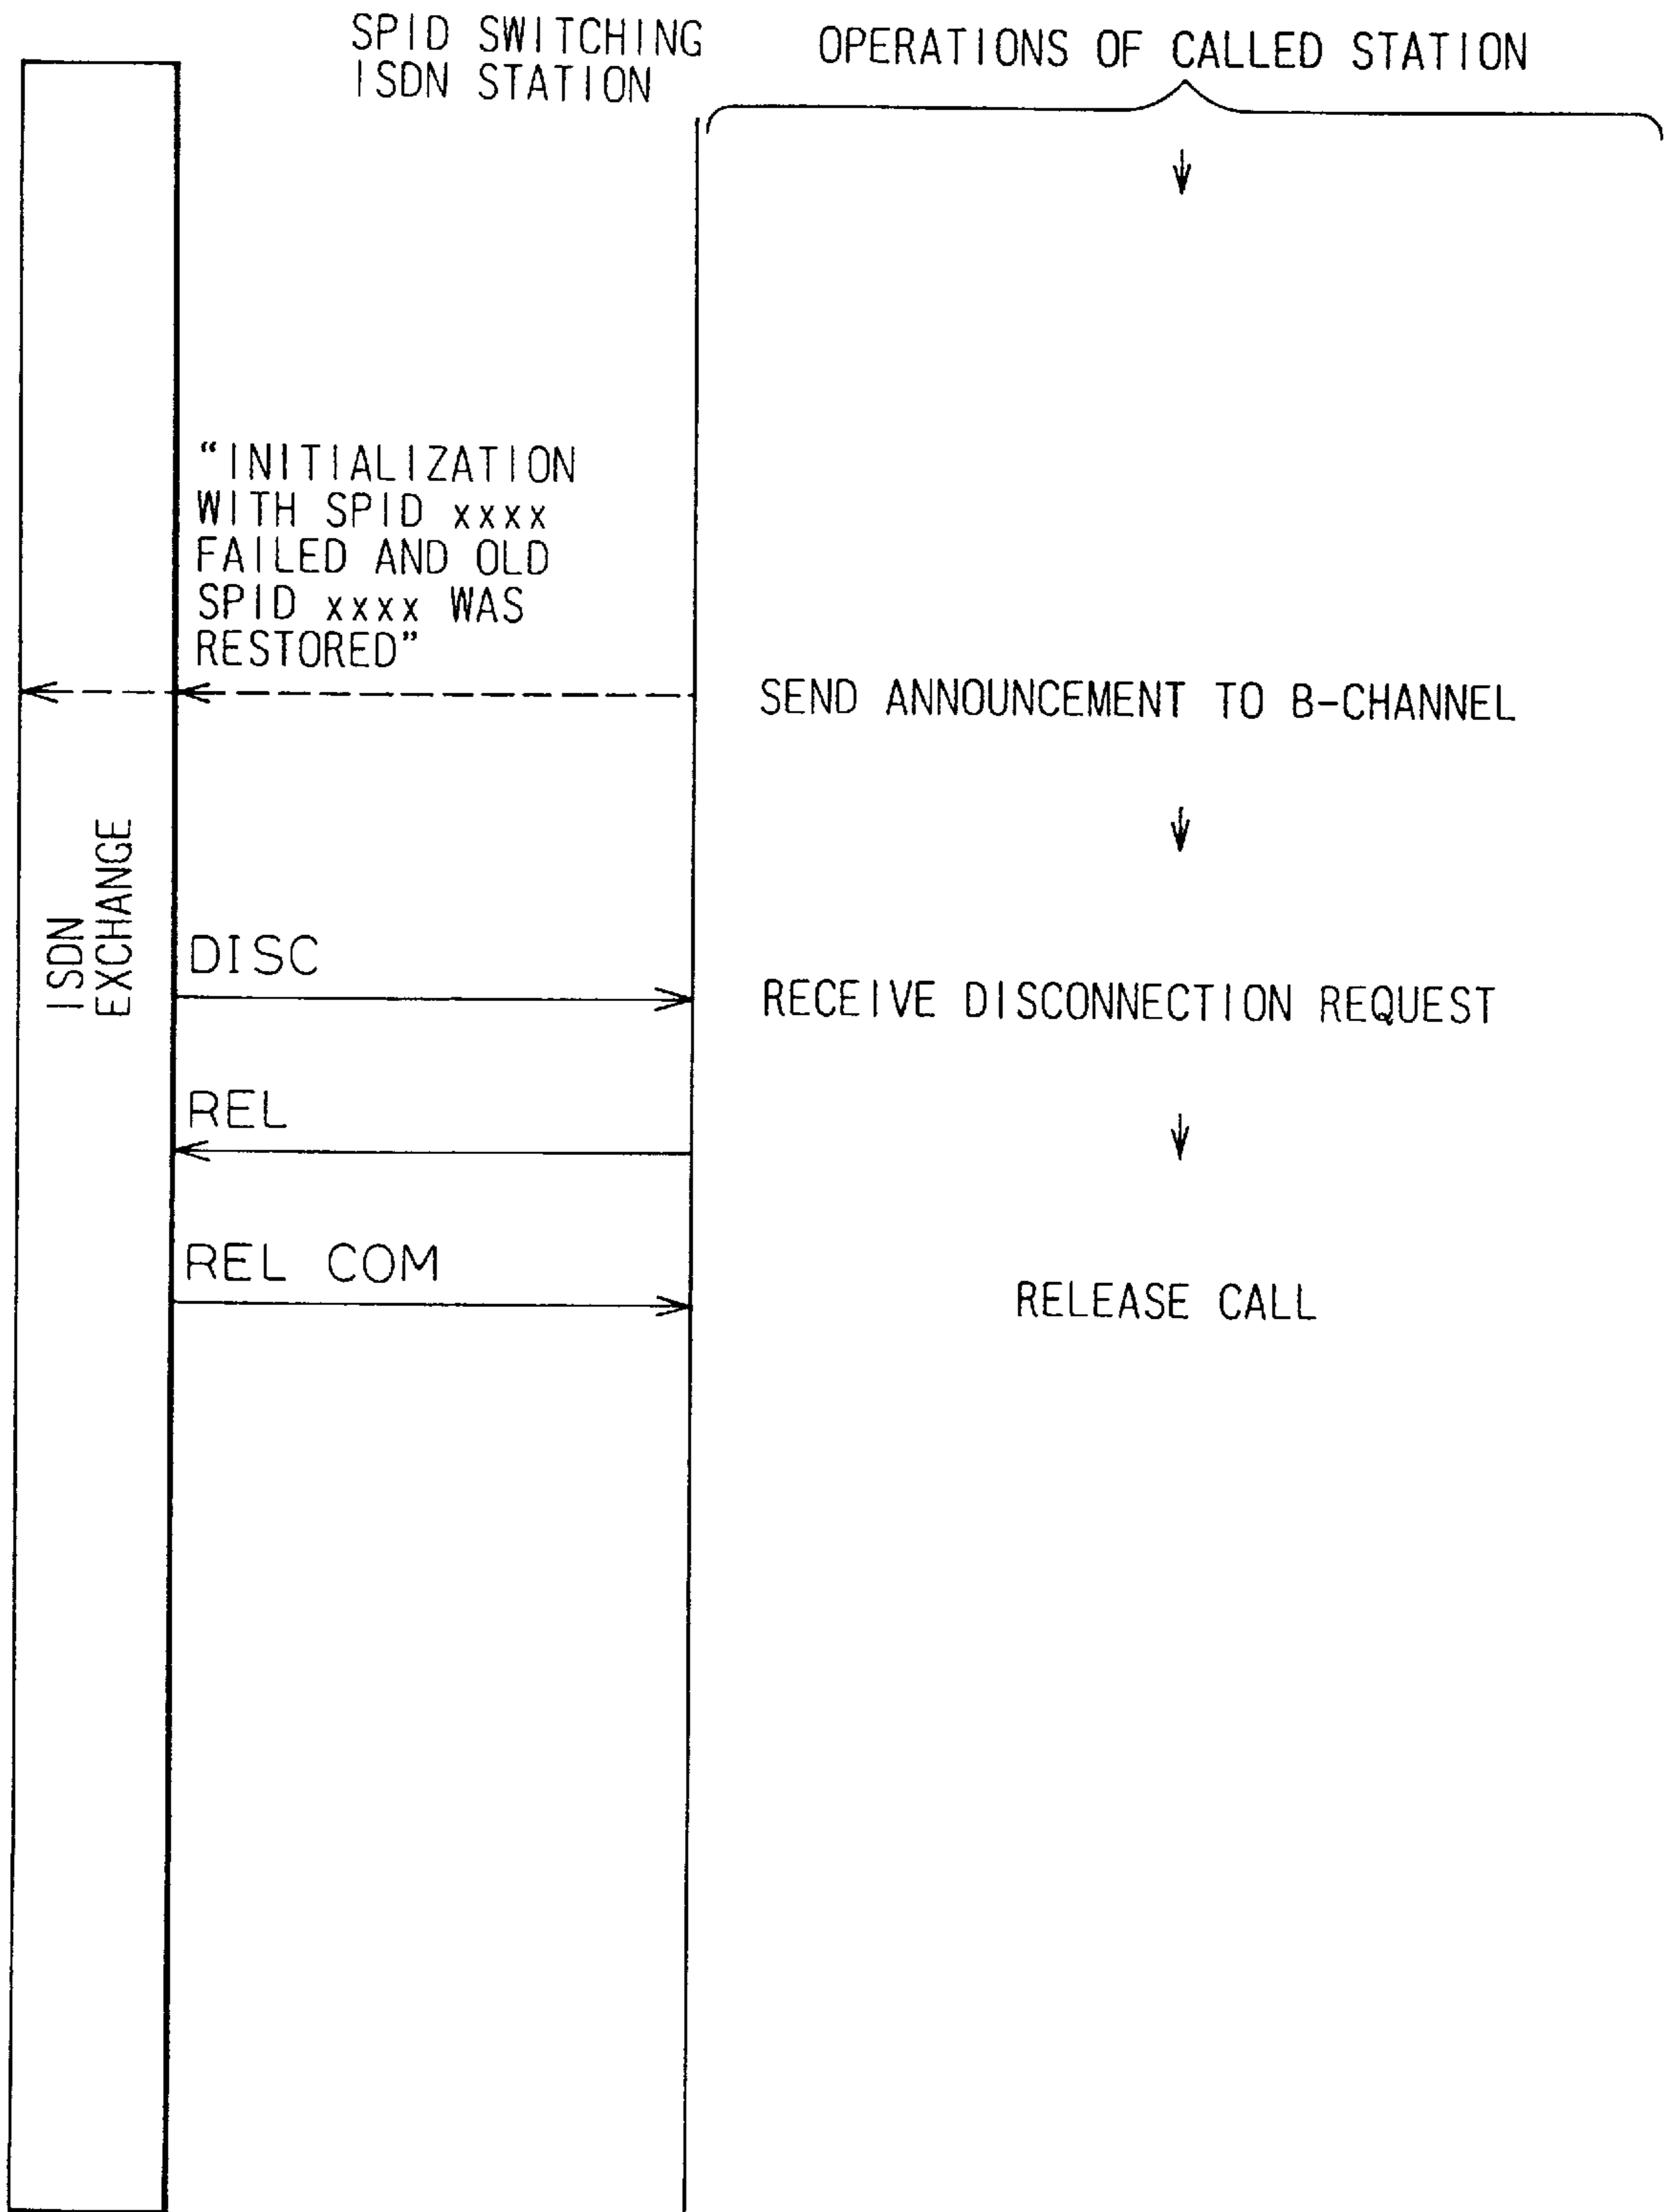 SPID SWITCHING
ISDN STATION
OPERATIONS OF CALLED STATION
“INITIALIZATION
WITH SPID xxxx
FAILED AND OLD
SPID xxxx WAS
RESTORED”
SEND ANNOUNCEMENT TO B-CHANNEL
ISDN
EXCHANGE
DISC
RECEIVE DISCONNECTION REQUEST
REL
REL COM
RELEASE CALL